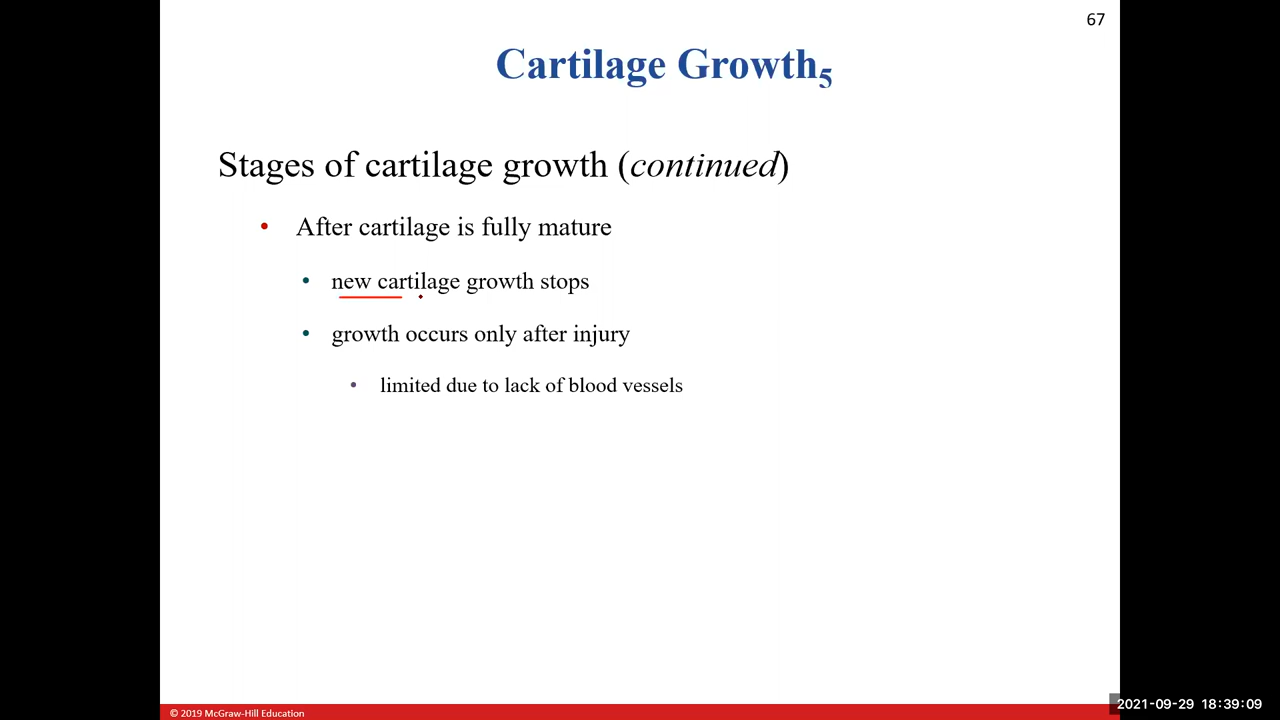 67
Cartilage Growth5
Stages of cartilage growth (continued)
• After cartilage is fully mature
• new cartilage growth stops
• growth occurs only after injury
• limited due to lack of blood vessels
© 2019 McGraw-Hill Education
2021-09-29 18:39:09